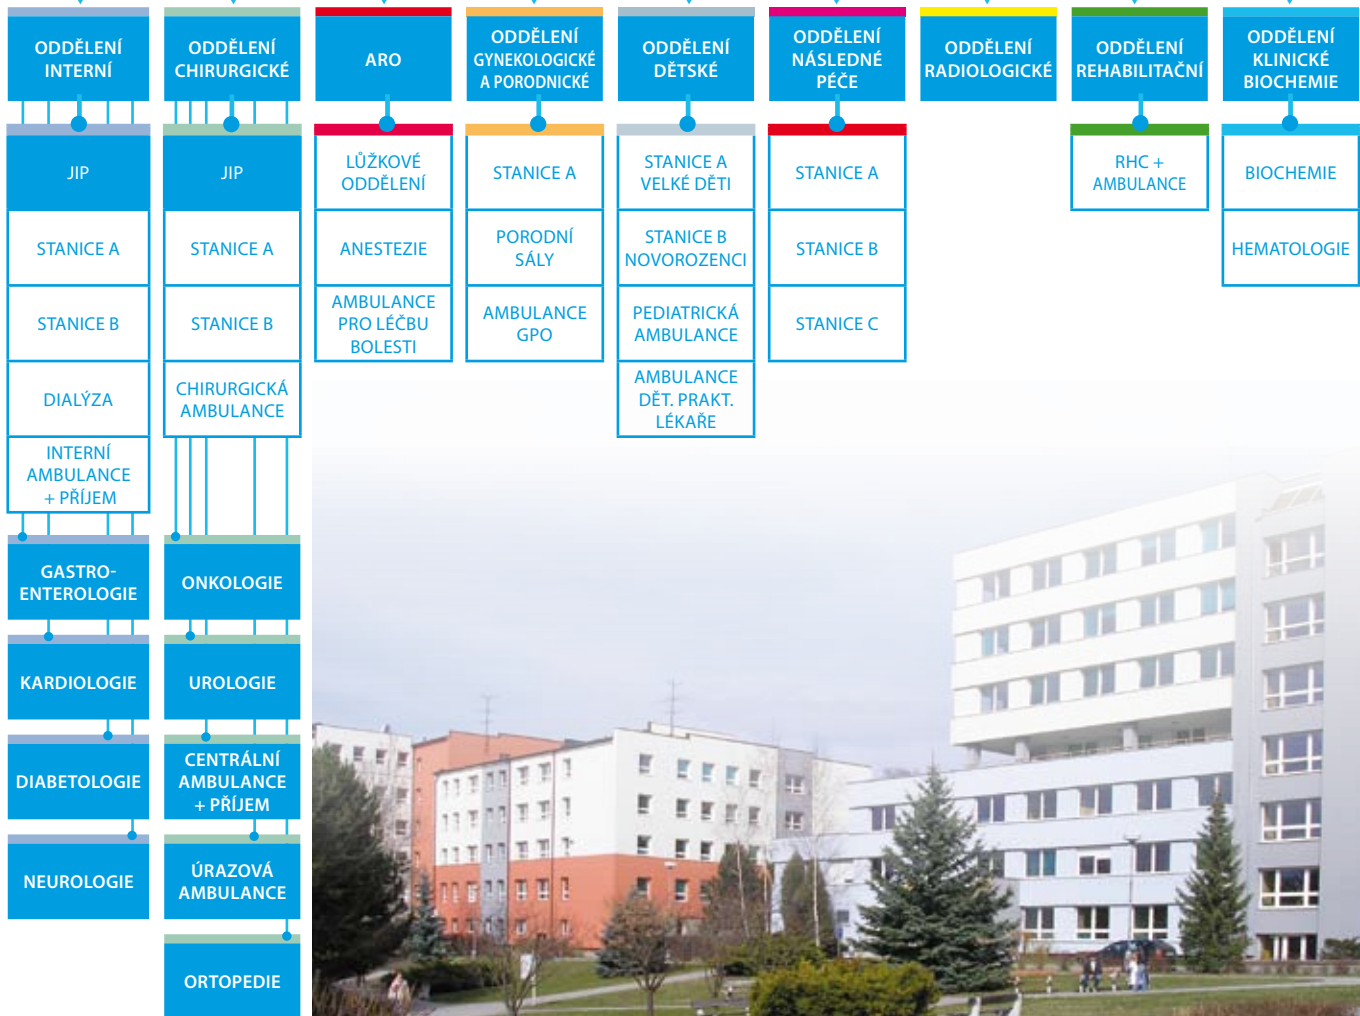 ODDĚLENÍ
INTERNÍ
ODDĚLENÍ
CHIRURGICKÉ
ARO
ODDĚLENÍ
GYNEKOLOGICKÉ
A PORODNICKÉ
ODDĚLENÍ
DĚTSKÉ
ODDĚLENÍ
NÁSLEDNÉ
PÉČE
ODDĚLENÍ
RADIOLOGICKÉ
ODDĚLENÍ
REHABILITAČNÍ
ODDĚLENÍ
KLINICKÉ
BIOCHEMIE
JIP
STANICE A
STANICE B
DIALÝZA
INTERNÍ
AMBULANCE
+ PŘÍJEM
GASTRO-
ENTEROLOGIE
KARDIOLOGIE
DIABETOLOGIE
NEUROLOGIE
JIP
STANICE A
STANICE B
CHIRURGICKÁ
AMBULANCE
ONKOLOGIE
UROLOGIE
CENTRÁLNÍ
AMBULANCE
+ PŘÍJEM
ÚRAZOVÁ
AMBULANCE
ORTOPEDIE
LŮŽKOVÉ
ODDĚLENÍ
ANESTEZIE
AMBULANCE
PRO LÉČBU
BOLESTI
STANICE A
PORODNÍ
SÁLY
AMBULANCE
GPO
STANICE A
VELKÉ DĚTI
STANICE B
NOVOROZENCI
PEDIATRICKÁ
AMBULANCE
AMBULANCE
DĚT. PRAKT.
LÉKAŘE
STANICE A
STANICE B
STANICE C
RHC +
AMBULANCE
BIOCHEMIE
HEMATOLOGIE